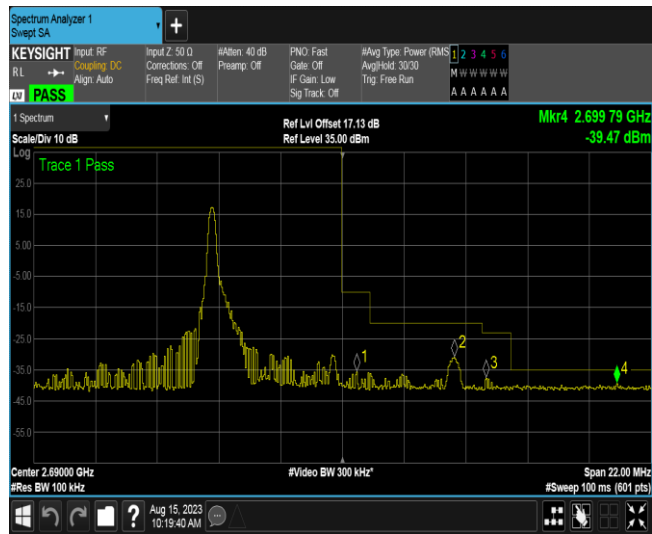 Spectrum Analyzer 1
Swept SA
+
KEYSIGHT
RL
LXI PASS
Input: RF
Coupling: DC
Align: Auto
Input Z: 50 Ω
Corrections: Off
Freq Ref: Int (S)
#Atten: 40 dB
Preamp: Off
PNO: Fast
Gate: Off
IF Gain: Low
Sig Track: Off
#Avg Type: Power (RMS
Avg|Hold: 30/30
Trig: Free Run
1 2 3 4 5 6
M W W W W W
A A A A A A
1 Spectrum
Scale/Div 10 dB
Ref Lvl Offset 17.13 dB
Ref Level 35.00 dBm
Mkr4 2.699 79 GHz
-39.47 dBm
Log
Trace 1 Pass
25.0
15.0
5.00
-5.00
-15.0
-25.0
-35.0
-45.0
-55.0
1
2
3
4
Center 2.69000 GHz
#Res BW 100 kHz
#Video BW 300 kHz*
Span 22.00 MHz
#Sweep 100 ms (601 pts)
?
Aug 15, 2023
10:19:40 AM